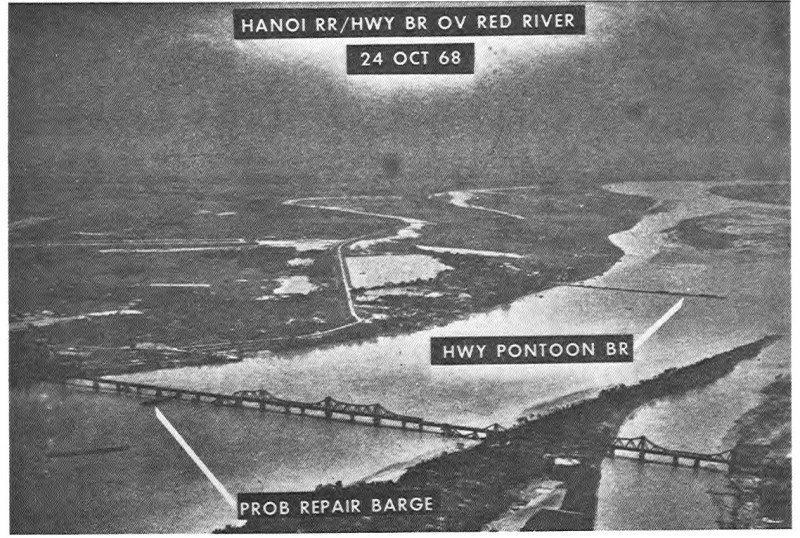 HANOI RR/HWY BR OV RED RIVER
24 OCT 68
HWY PONTOON BR
PROB REPAIR BARGE